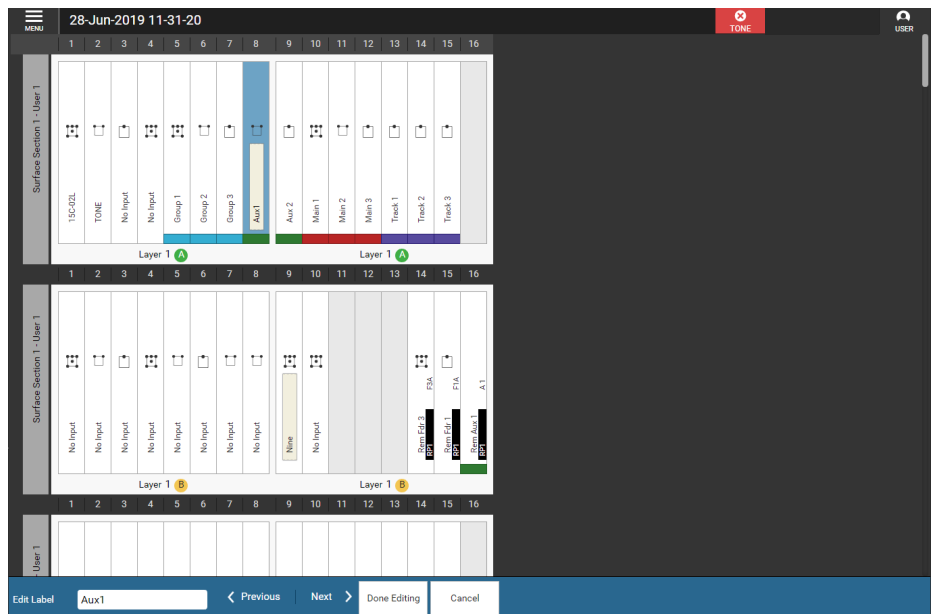 MENU
28-Jun-2019 11-31-20
TONE
USER
1 2 3 4 5 6 7 8 9 10 11 12 13 14 15 16
Surface Section 1 - User 1
15C-02L
TONE
No Input
No Input
Group 1
Group 2
Group 3
Aux1
Aux 2
Main 1
Main 2
Main 3
Track 1
Track 2
Track 3
Layer 1 A
Layer 1 A
1 2 3 4 5 6 7 8 9 10 11 12 13 14 15 16
Surface Section 1 - User 1
No Input
No Input
No Input
No Input
No Input
No Input
No Input
No Input
Nine
No Input
Rem Fdr 3
RP1
F3A
Rem Fdr 1
RP1
F1A
Rem Aux 1
RP1
A 1
Layer 1 B
Layer 1 B
1 2 3 4 5 6 7 8 9 10 11 12 13 14 15 16
- User 1
Edit Label
Aux1
Previous
Next
Done Editing
Cancel